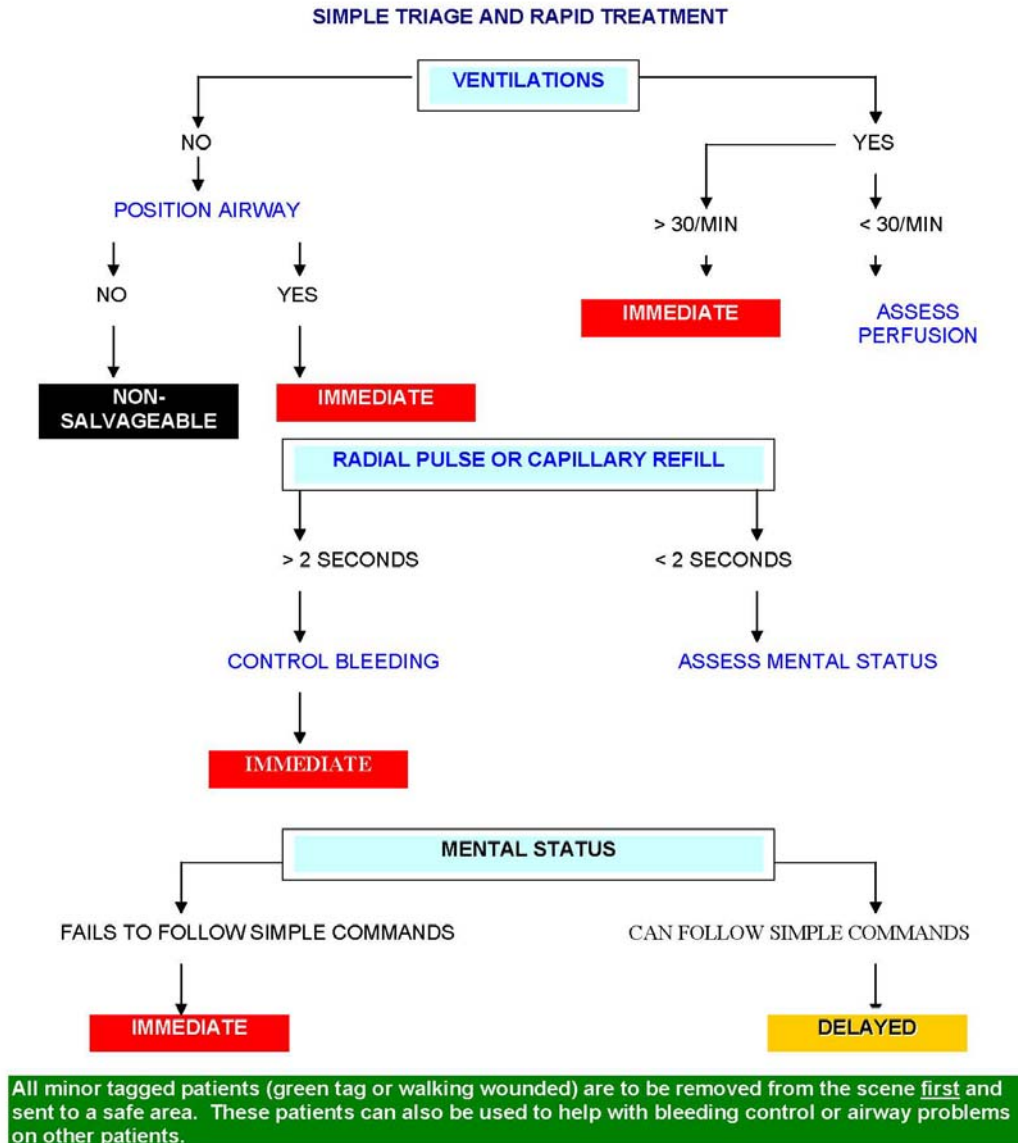 SIMPLE TRIAGE AND RAPID TREATMENT
VENTILATIONS
NO
YES
POSITION AIRWAY
> 30/MIN
< 30/MIN
NO
YES
IMMEDIATE
ASSESS
PERFUSION
NON-
SALVAGEABLE
IMMEDIATE
RADIAL PULSE OR CAPILLARY REFILL
> 2 SECONDS
< 2 SECONDS
CONTROL BLEEDING
ASSESS MENTAL STATUS
IMMEDIATE
MENTAL STATUS
FAILS TO FOLLOW SIMPLE COMMANDS
CAN FOLLOW SIMPLE COMMANDS
IMMEDIATE
DELAYED
All minor tagged patients (green tag or walking wounded) are to be removed from the scene first and
sent to a safe area.  These patients can also be used to help with bleeding control or airway problems
on other patients.